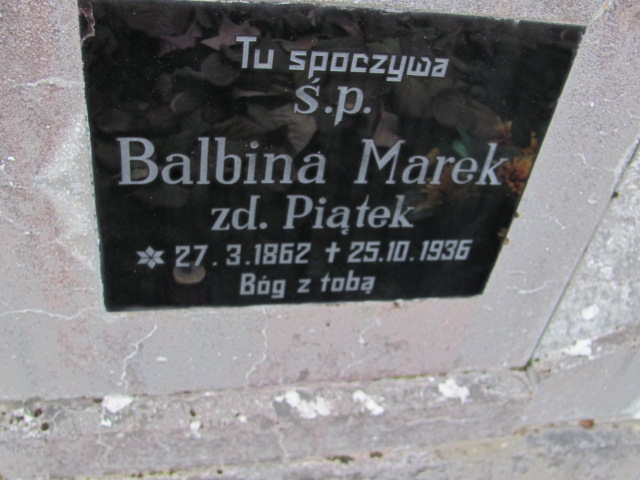 Tu spoczywa
Ś.p.
Balbina Marek
zd. Piątek
* 27.3.1862 † 25.10.1936
Bóg z tobą